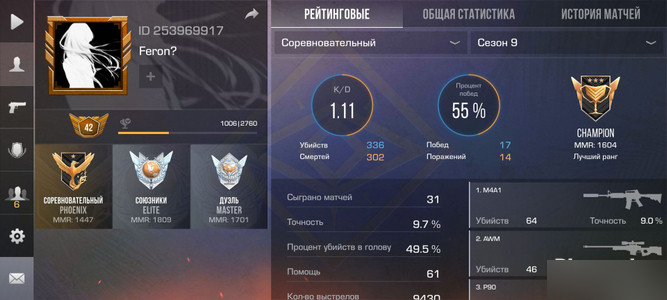 ID 253969917
Feron?
42
1006|2760
СОРЕВНОВАТЕЛЬНЫЙ
PHOENIX
MMR: 1447
СОЮЗНИКИ
ELITE
MMR: 1809
ДУЭЛЬ
MASTER
MMR: 1701
6
РЕЙТИНГОВЫЕ
ОБЩАЯ СТАТИСТИКА
ИСТОРИЯ МАТЧЕЙ
Соревновательный
Сезон 9
K/D
1.11
Убийств 336
Смертей 302
Процент
побед
55 %
Побед 17
Поражений 14
CHAMPION
MMR: 1604
Лучший ранг
Сыграно матчей 31
Точность 9.7 %
Процент убийств в голову 49.5 %
Помощь 61
Кол-во выстрелов 9430
1. M4A1
Убийств 64 Точность 9.0 %
2. AWM
Убийств 46
3. P90